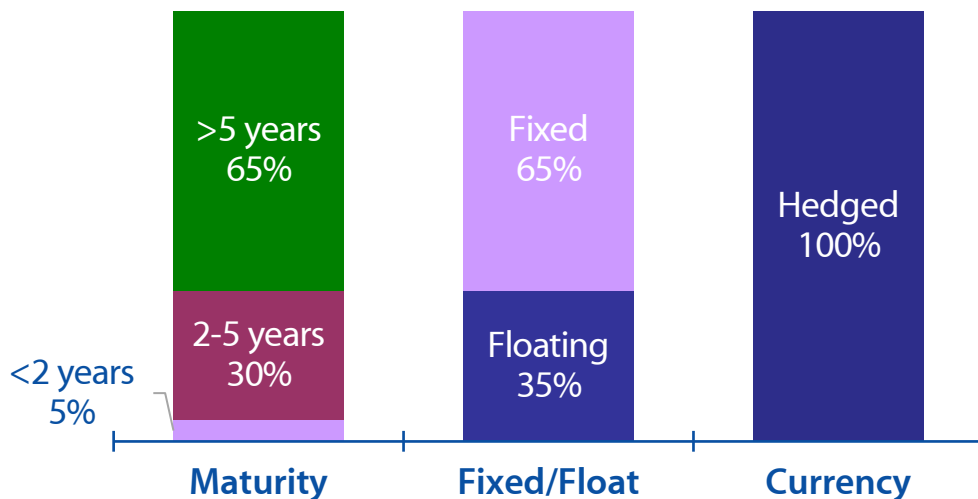 >5 years
65%
2-5 years
30%
<2 years
5%
Fixed
65%
Floating
35%
Hedged
100%
Maturity
Fixed/Float
Currency